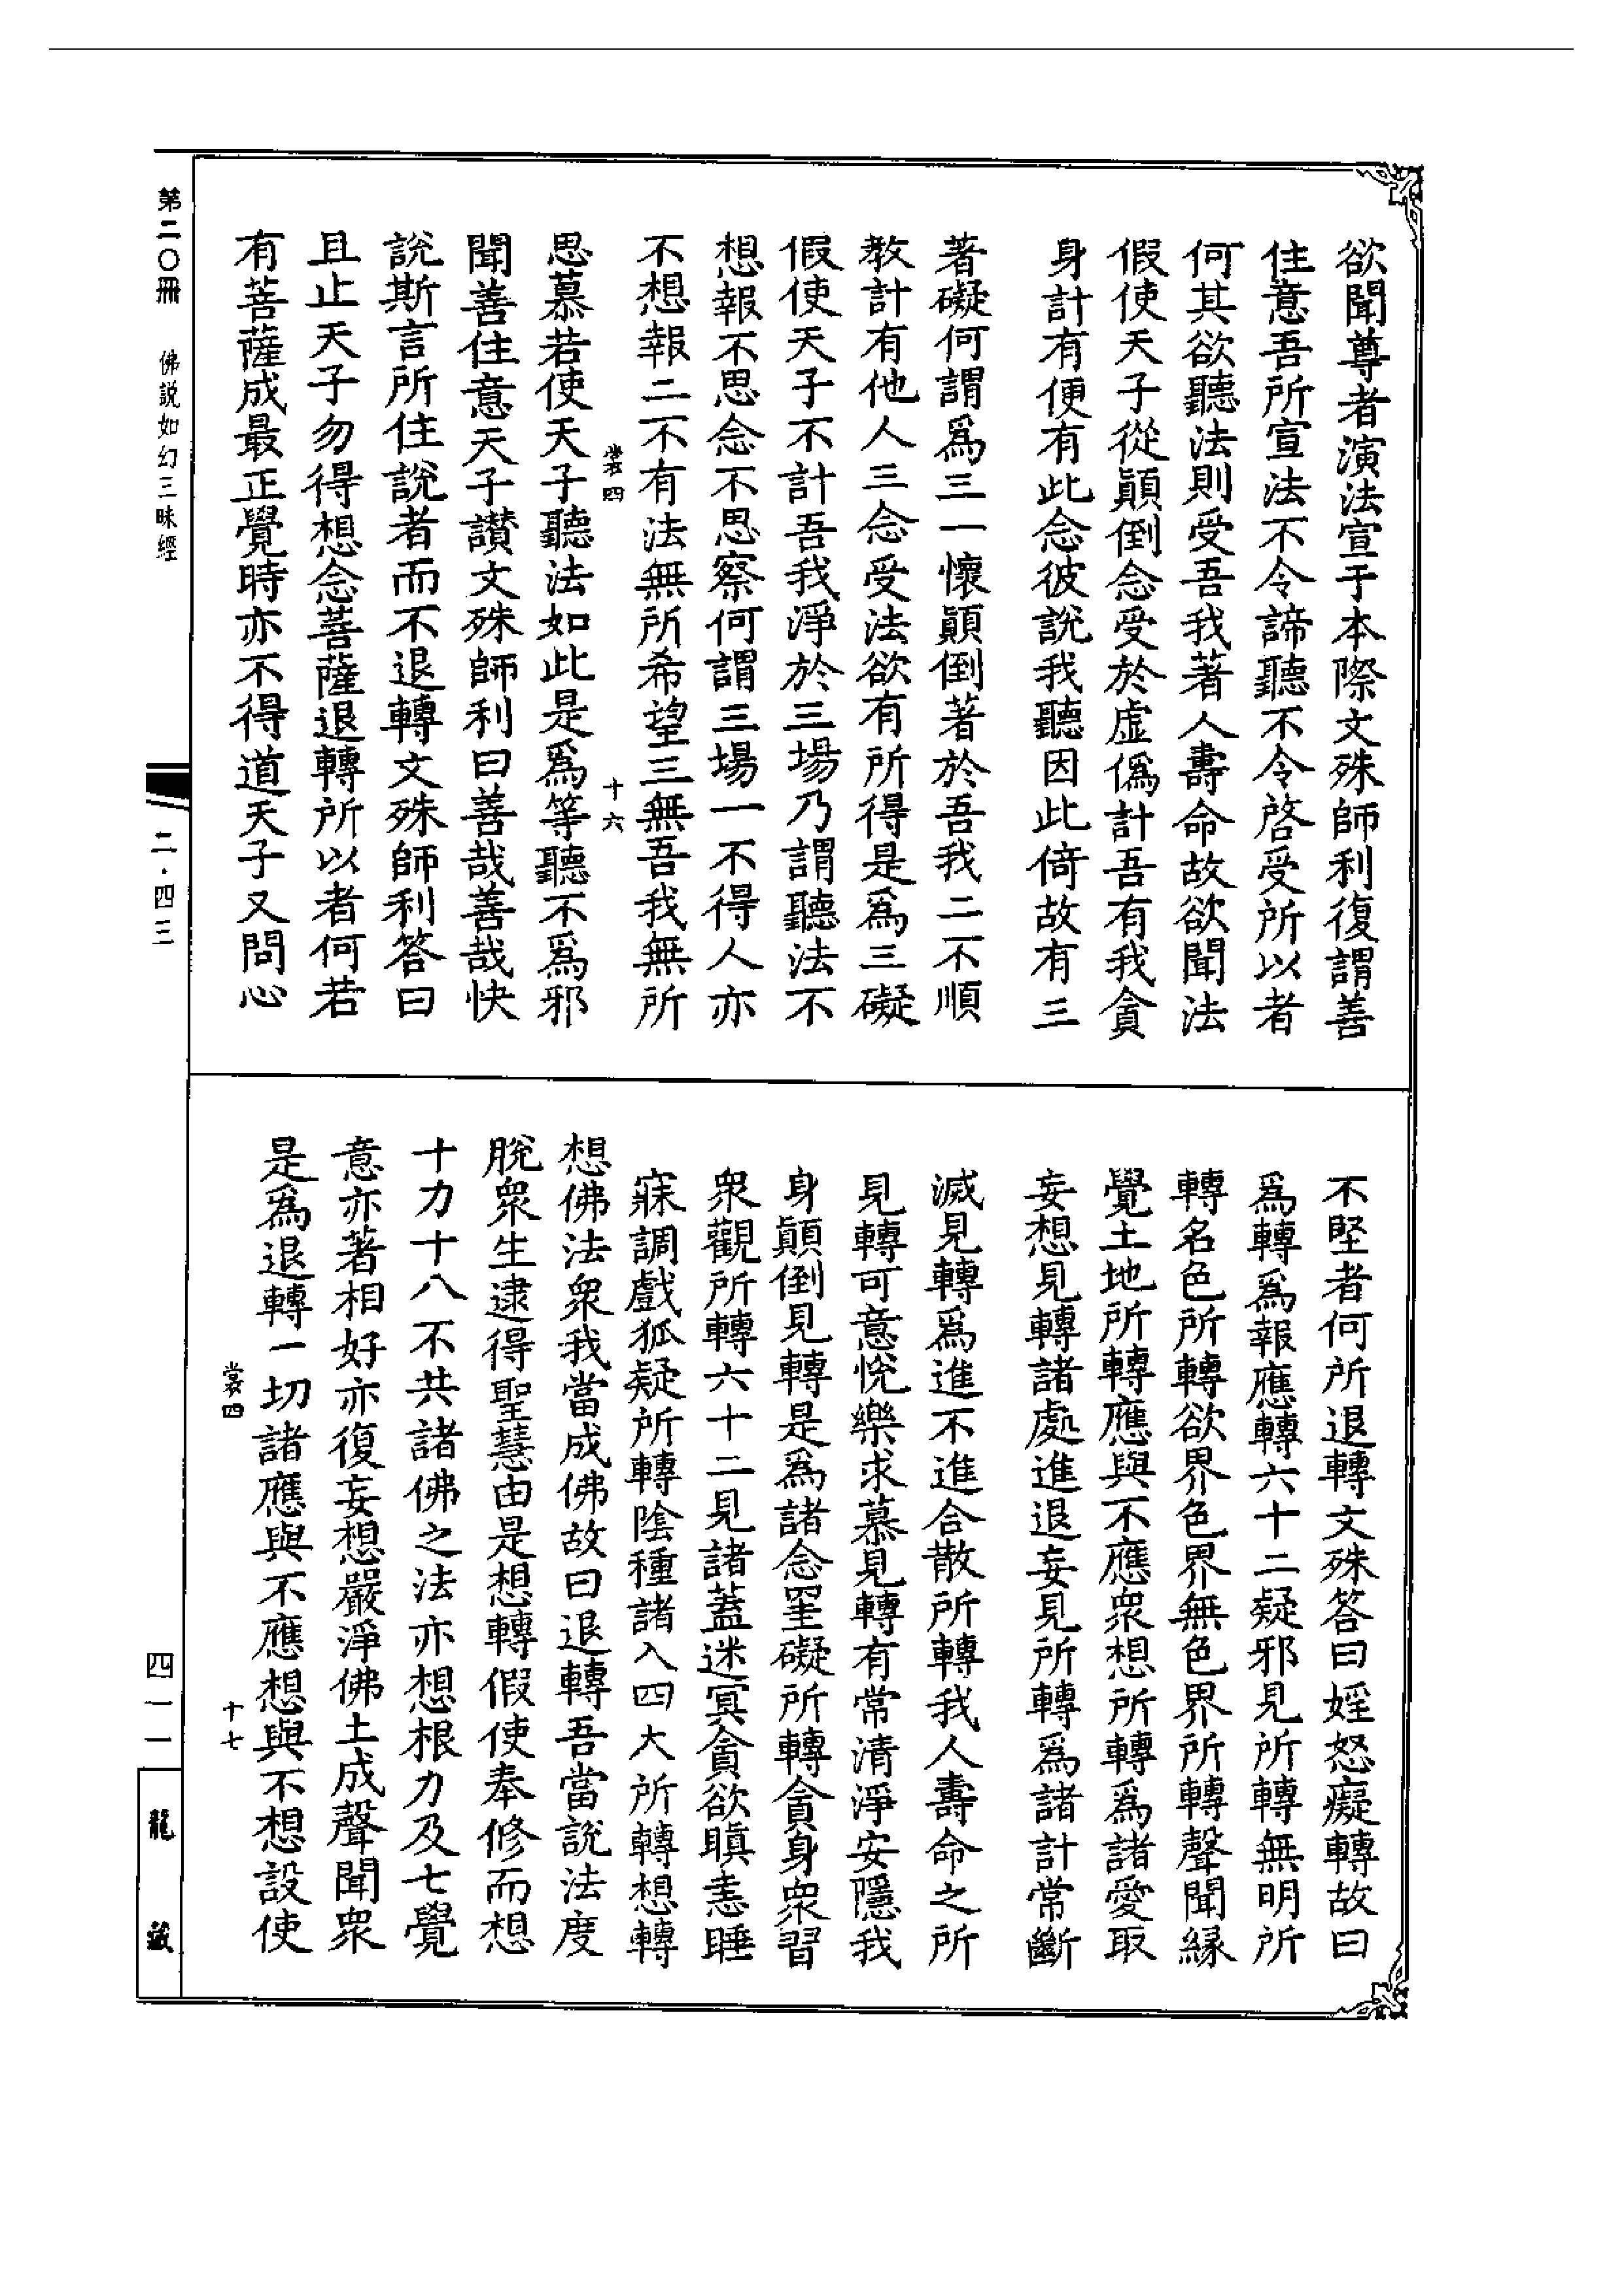 欲聞尊者演法宣于本際文殊師利復謂善
住意吾所宣法不令諦聽不令啓受所以者
何其欲聽法則受吾我著人壽命故欲聞法
假使天子從顚倒念受於虛僞計吾有我貪
身計有便有此念彼說我聽因此倚故有三
著礙何謂爲三一懷顚倒著於吾我二不順
教計有他人三念受法欲有所得是爲三礙
假使天子不計吾我淨於三場乃謂聽法不
想報不思念不思察何謂三場一不得人亦
不想報二不有法無所希望三無吾我無所
裳四 十六
思慕若使天子聽法如此是爲等聽不爲邪
聞善住意天子讃文殊師利曰善哉善哉快
說斯言所住說者而不退轉文殊師利答曰
且止天子勿得想念菩薩退轉所以者何若
有菩薩成最正覺時亦不得道天子又問心
不堅者何所退轉文殊答曰婬怒癡轉故曰
爲轉爲報應轉六十二疑邪見所轉無明所
轉名色所轉欲界色界無色界所轉聲聞緣
覺土地所轉應與不應衆想所轉爲諸愛取
妄想見轉諸處進退妄見所轉爲諸計常斷
滅見轉爲進不進合散所轉我人壽命之所
見轉可意悅樂求慕見轉有常清淨安隱我
身顚倒見轉是爲諸念罣礙所轉貪身衆習
衆觀所轉六十二見諸蓋迷冥貪欲瞋恚睡
寐調戲狐疑所轉陰種諸入四大所轉想轉
想佛法衆我當成佛故曰退轉吾當說法度
脫衆生逮得聖慧由是想轉假使奉修而想
十力十八不共諸佛之法亦想根力及七覺
意亦著相好亦復妄想嚴淨佛土成聲聞衆
是爲退轉一切諸應與不應想與不想設使
裳四 十七
第二〇冊 佛説如幻三昧經
二·四三
四一一
龍藏